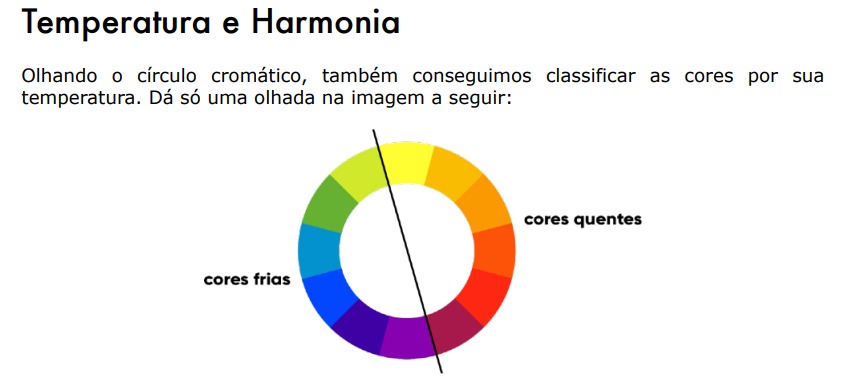 Temperatura e Harmonia
Olhando o círculo cromático, também conseguimos classificar as cores por sua
temperatura. Dá só uma olhada na imagem a seguir:
cores quentes
cores frias